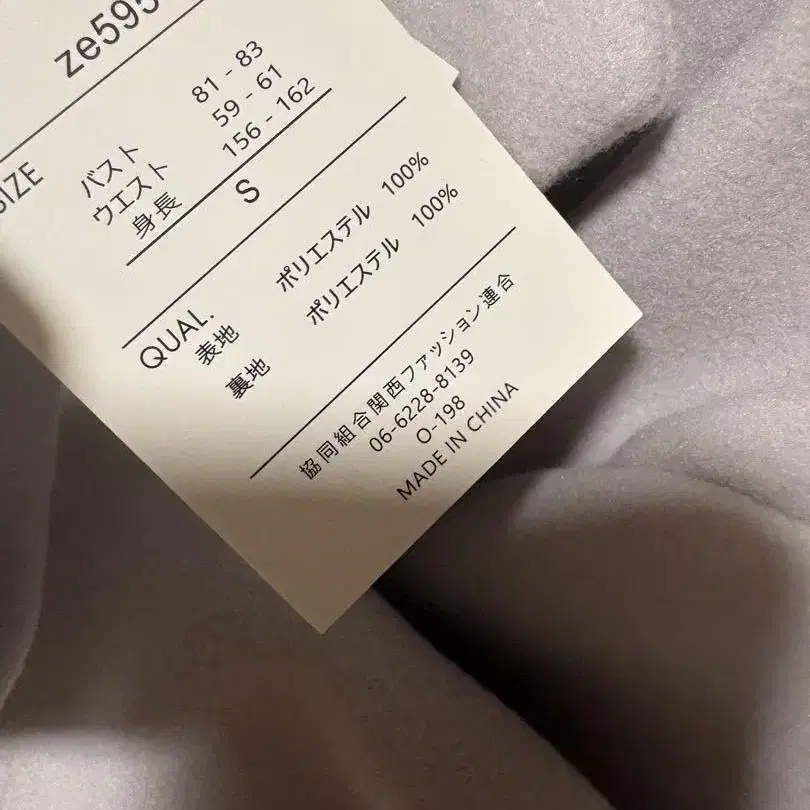 ze595
SIZE
バスト 81 - 83
ウエスト 59 - 61
身長 156 - 162
S
QUAL.
表地 ポリエステル 100%
裏地 ポリエステル 100%
協同組合関西ファッション連合
06-6228-8139
O-198
MADE IN CHINA